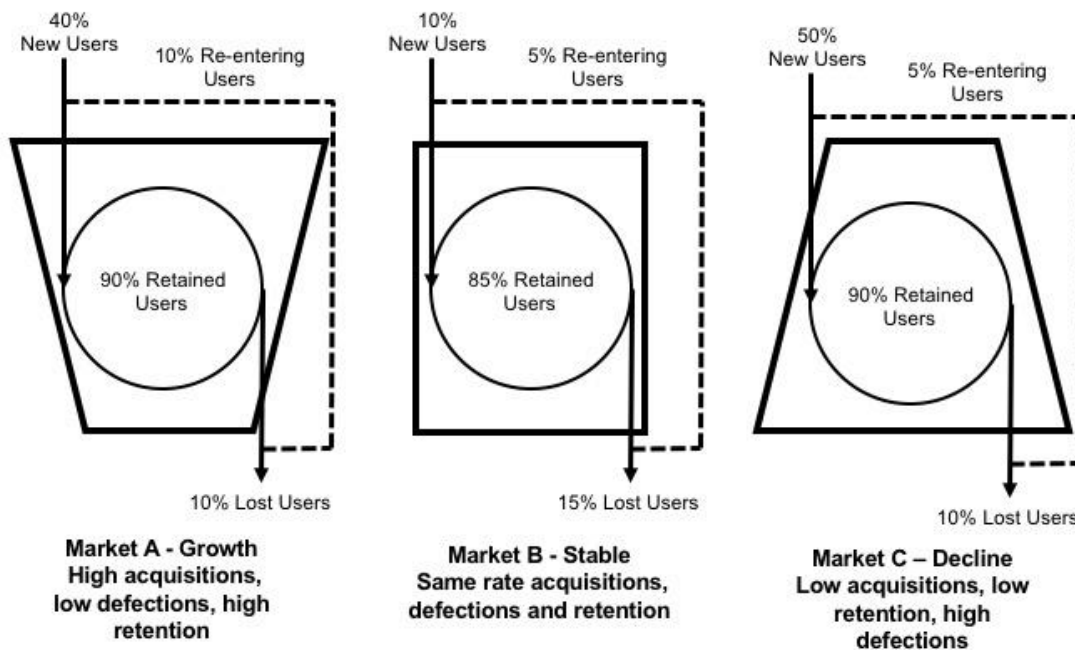 40%
New Users
10% Re-entering
Users
90% Retained
Users
10% Lost Users
Market A - Growth
High acquisitions,
low defections, high
retention
10%
New Users
5% Re-entering
Users
85% Retained
Users
15% Lost Users
Market B - Stable
Same rate acquisitions,
defections and retention
50%
New Users
5% Re-entering
Users
90% Retained
Users
10% Lost Users
Market C – Decline
Low acquisitions, low
retention, high
defections